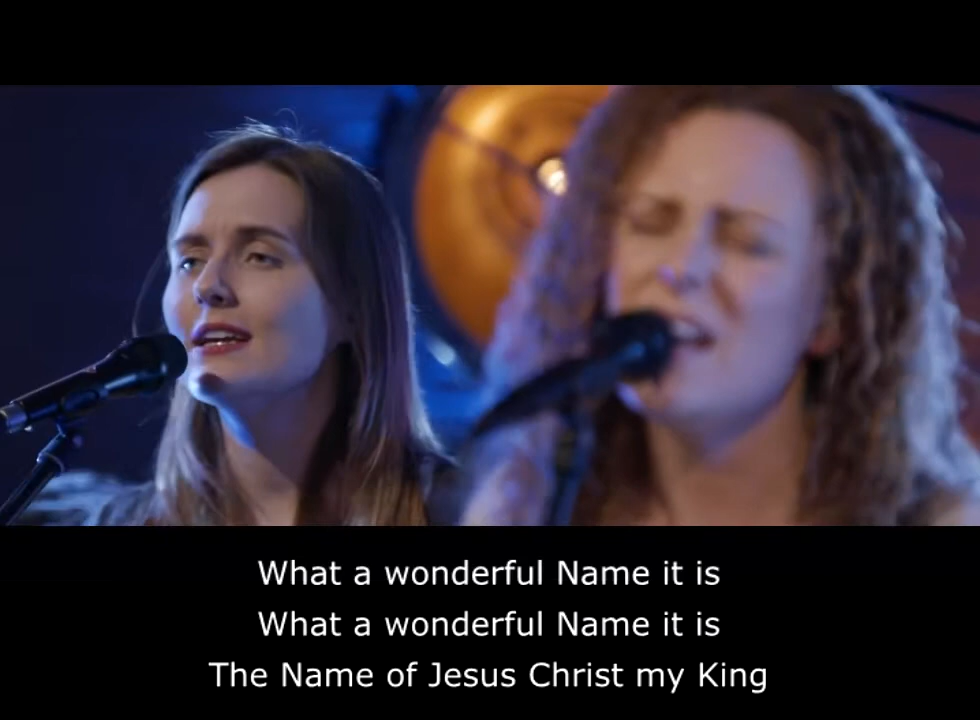 What a wonderful Name it is
What a wonderful Name it is
The Name of Jesus Christ my King